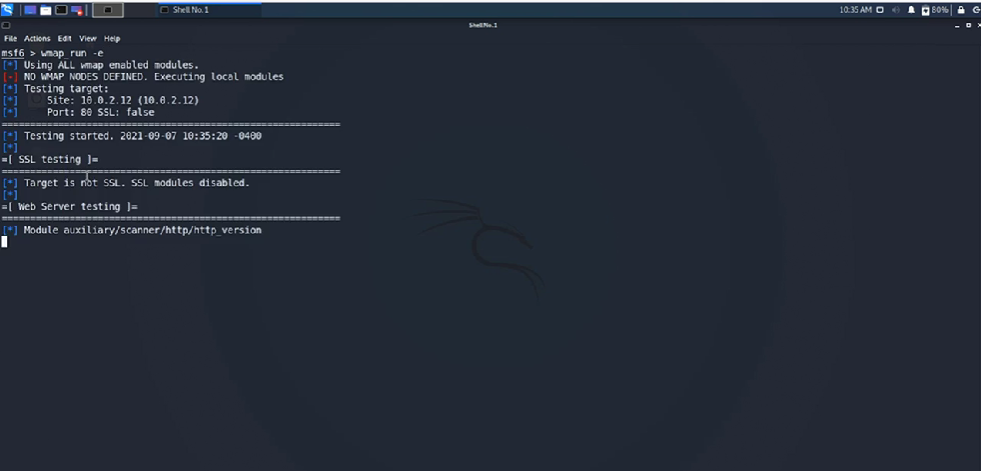 Shell No.1
10:35 AM
80%
Shell No.1
File Actions Edit View Help
msf6 > wmap_run -e
[*] Using ALL wmap enabled modules.
[-] NO WMAP NODES DEFINED. Executing local modules
[*] Testing target:
[*] Site: 10.0.2.12 (10.0.2.12)
[*] Port: 80 SSL: false
============================================================
[*] Testing started. 2021-09-07 10:35:20 -0400
[*]
=[ SSL testing ]=
============================================================
[*] Target is not SSL. SSL modules disabled.
[*]
=[ Web Server testing ]=
============================================================
[*] Module auxiliary/scanner/http/http_version